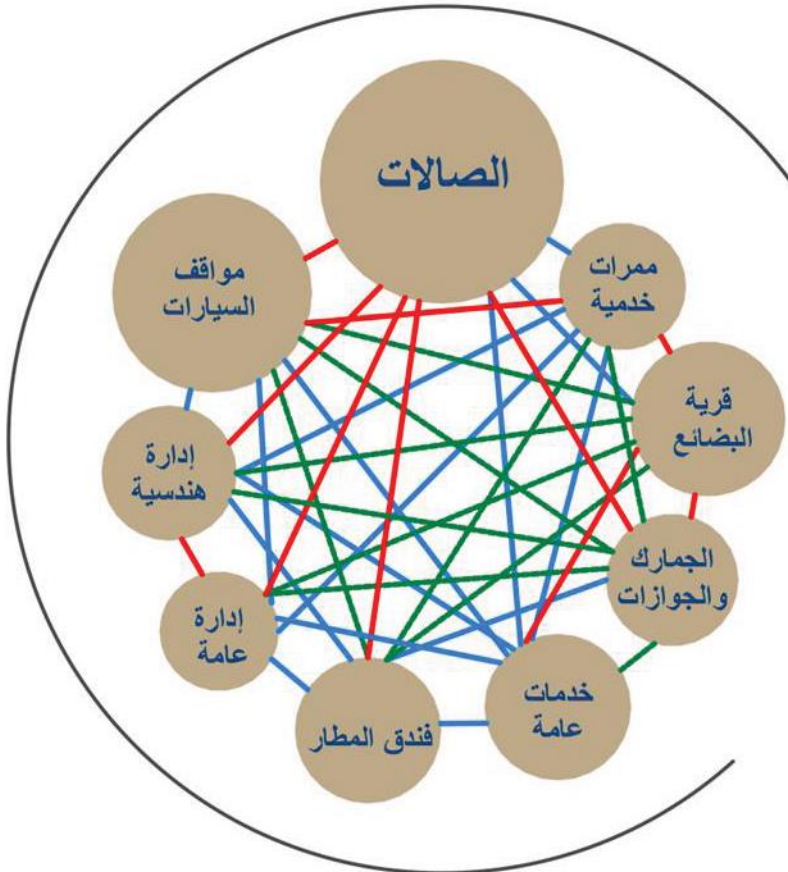 الصالات
ممرات
خدمية
مواقف
السيارات
قرية
البضائع
إدارة
هندسية
الجمارك
والجوازات
إدارة
عامة
خدمات
عامة
فندق المطار